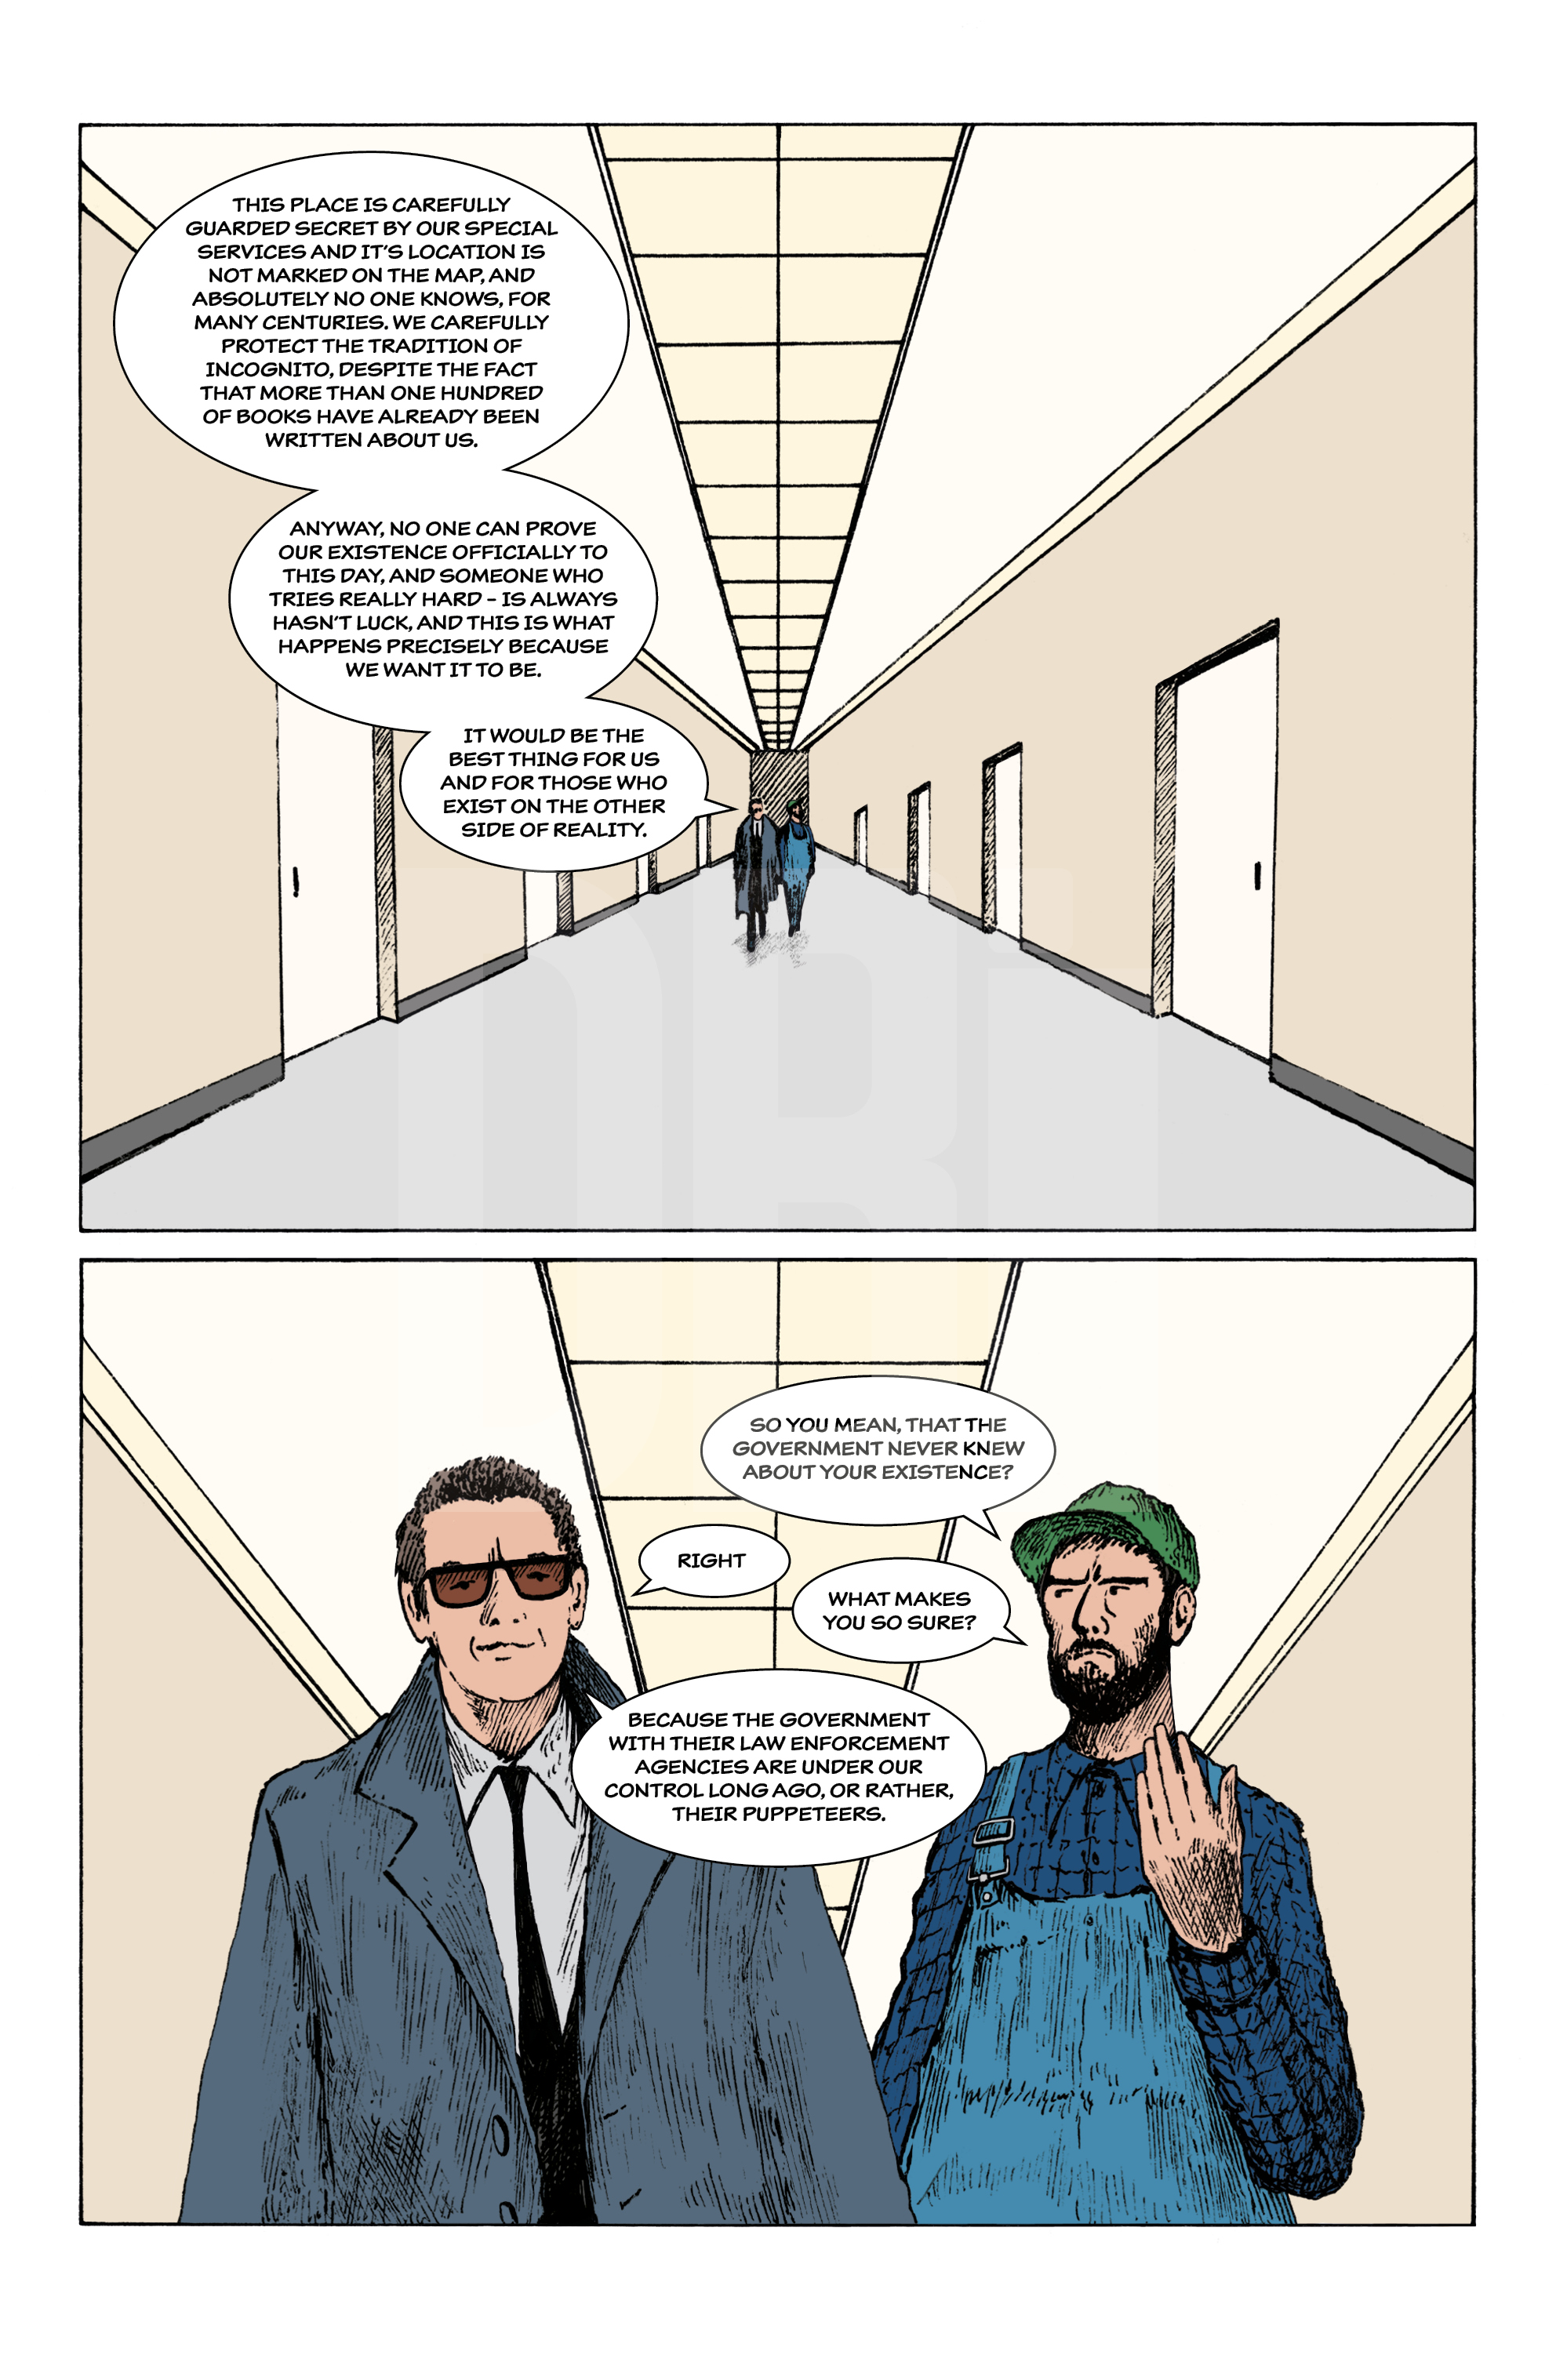 THIS PLACE IS CAREFULLY
GUARDED SECRET BY OUR SPECIAL
SERVICES AND IT'S LOCATION IS
NOT MARKED ON THE MAP, AND
ABSOLUTELY NO ONE KNOWS, FOR
MANY CENTURIES. WE CAREFULLY
PROTECT THE TRADITION OF
INCOGNITO, DESPITE THE FACT
THAT MORE THAN ONE HUNDRED
OF BOOKS HAVE ALREADY BEEN
WRITTEN ABOUT US.
ANYWAY, NO ONE CAN PROVE
OUR EXISTENCE OFFICIALLY TO
THIS DAY, AND SOMEONE WHO
TRIES REALLY HARD - IS ALWAYS
HASN'T LUCK, AND THIS IS WHAT
HAPPENS PRECISELY BECAUSE
WE WANT IT TO BE.
IT WOULD BE THE
BEST THING FOR US
AND FOR THOSE WHO
EXIST ON THE OTHER
SIDE OF REALITY.
SO YOU MEAN, THAT THE
GOVERNMENT NEVER KNEW
ABOUT YOUR EXISTENCE?
RIGHT
WHAT MAKES
YOU SO SURE?
BECAUSE THE GOVERNMENT
WITH THEIR LAW ENFORCEMENT
AGENCIES ARE UNDER OUR
CONTROL LONG AGO, OR RATHER,
THEIR PUPPETEERS.